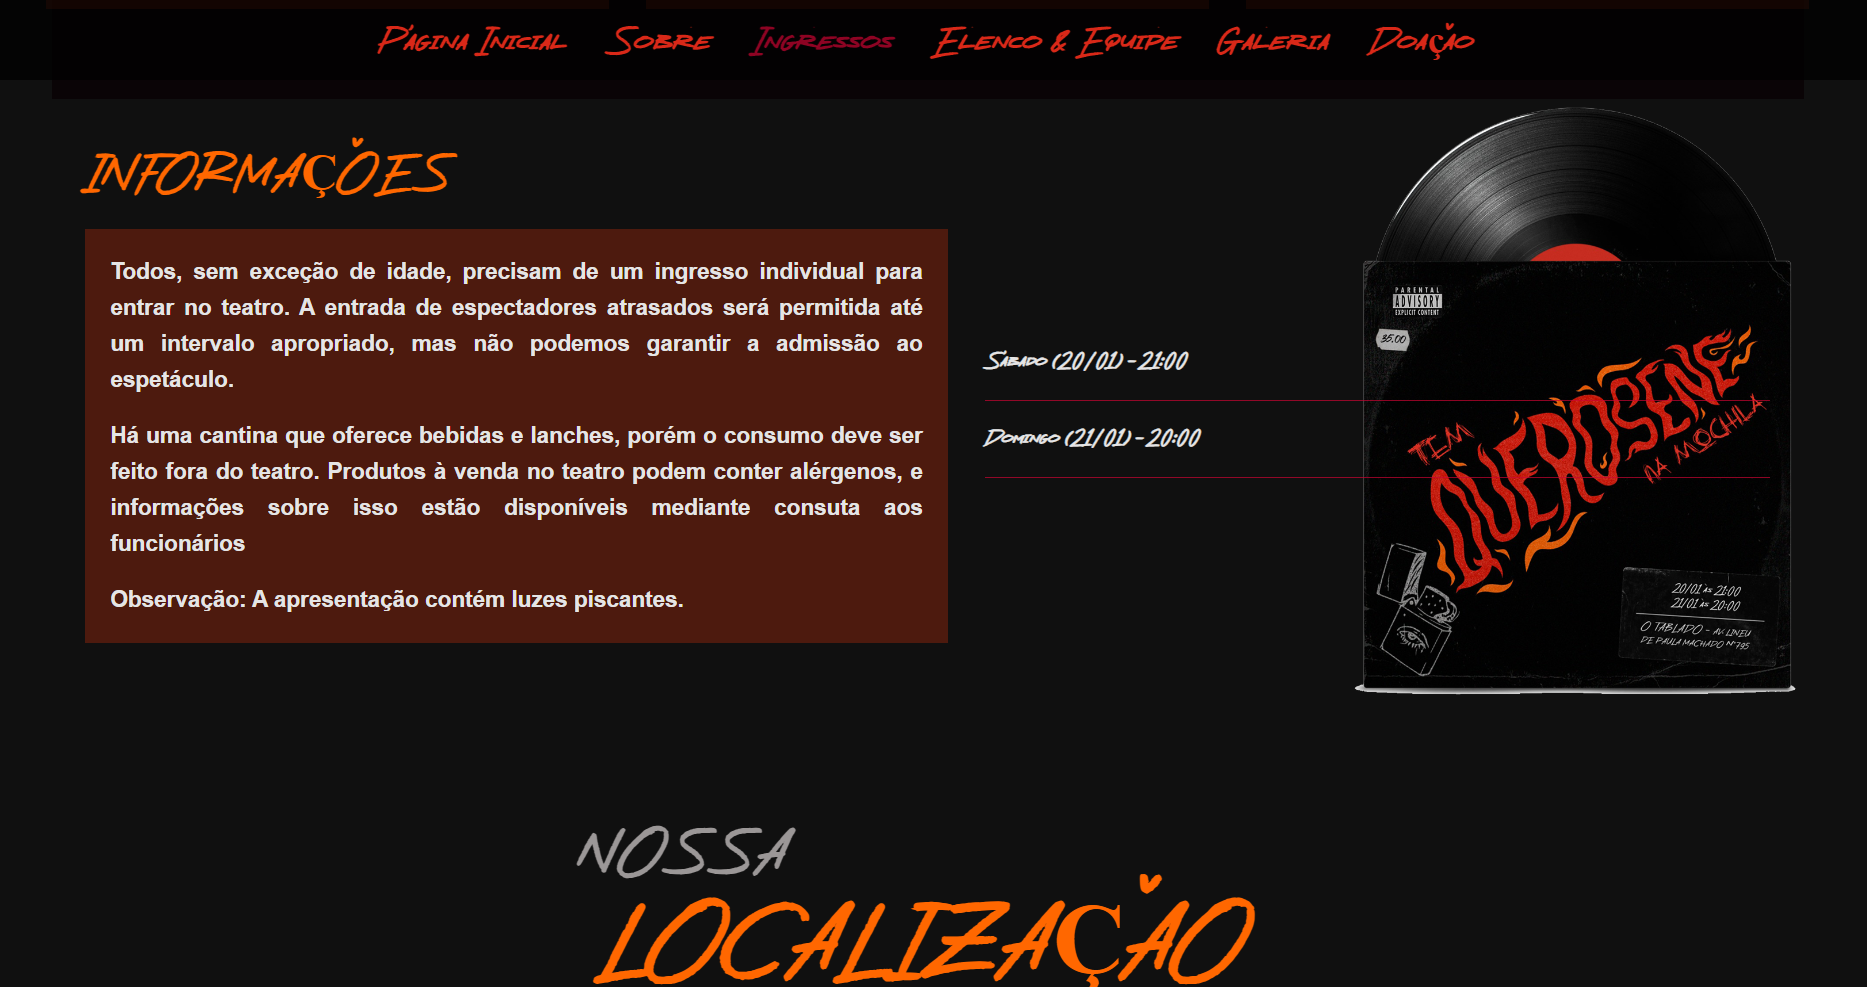 Página Inicial Sobre Ingressos Elenco & Equipe Galeria Doação
INFORMAÇÕES
Todos, sem exceção de idade, precisam de um ingresso individual para
entrar no teatro. A entrada de espectadores atrasados será permitida até
um intervalo apropriado, mas não podemos garantir a admissão ao
espetáculo.
Há uma cantina que oferece bebidas e lanches, porém o consumo deve ser
feito fora do teatro. Produtos à venda no teatro podem conter alérgenos, e
informações sobre isso estão disponíveis mediante consuta aos
funcionários
Observação: A apresentação contém luzes piscantes.
Sábado (20/01) - 21:00
Domingo (21/01) - 20:00
PARENTAL
ADVISORY
EXPLICIT CONTENT
35,00
TEM
QUEROSENE
NA MOCHILA
20/01 às 21:00
21/01 às 20:00
O TABLADO - AV. LINEU
DE PAULA MACHADO Nº795
NOSSA
LOCALIZAÇÃO